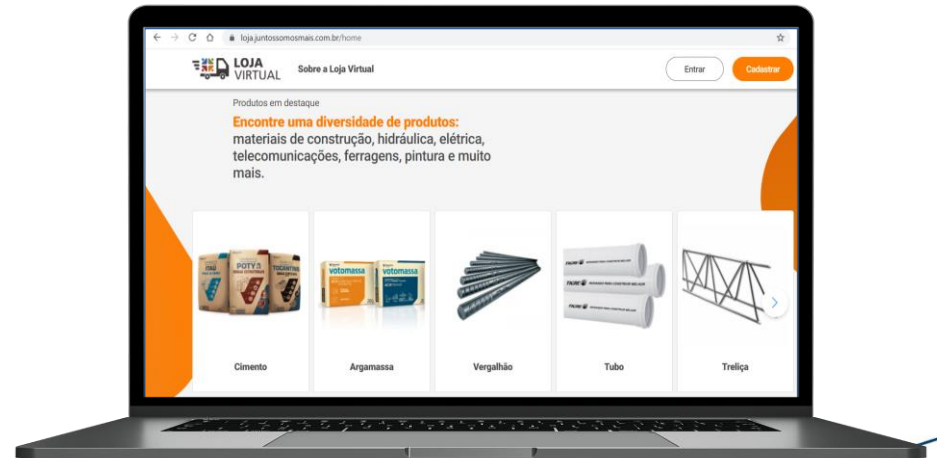 loja.juntossomosmais.com.br/home
LOJA
VIRTUAL
Sobre a Loja Virtual
Entrar
Cadastrar
Produtos em destaque
Encontre uma diversidade de produtos:
materiais de construção, hidráulica, elétrica,
telecomunicações, ferragens, pintura e muito
mais.
POTY
votomassa
votomassa
Cimento
Argamassa
Vergalhão
Tubo
Treliça